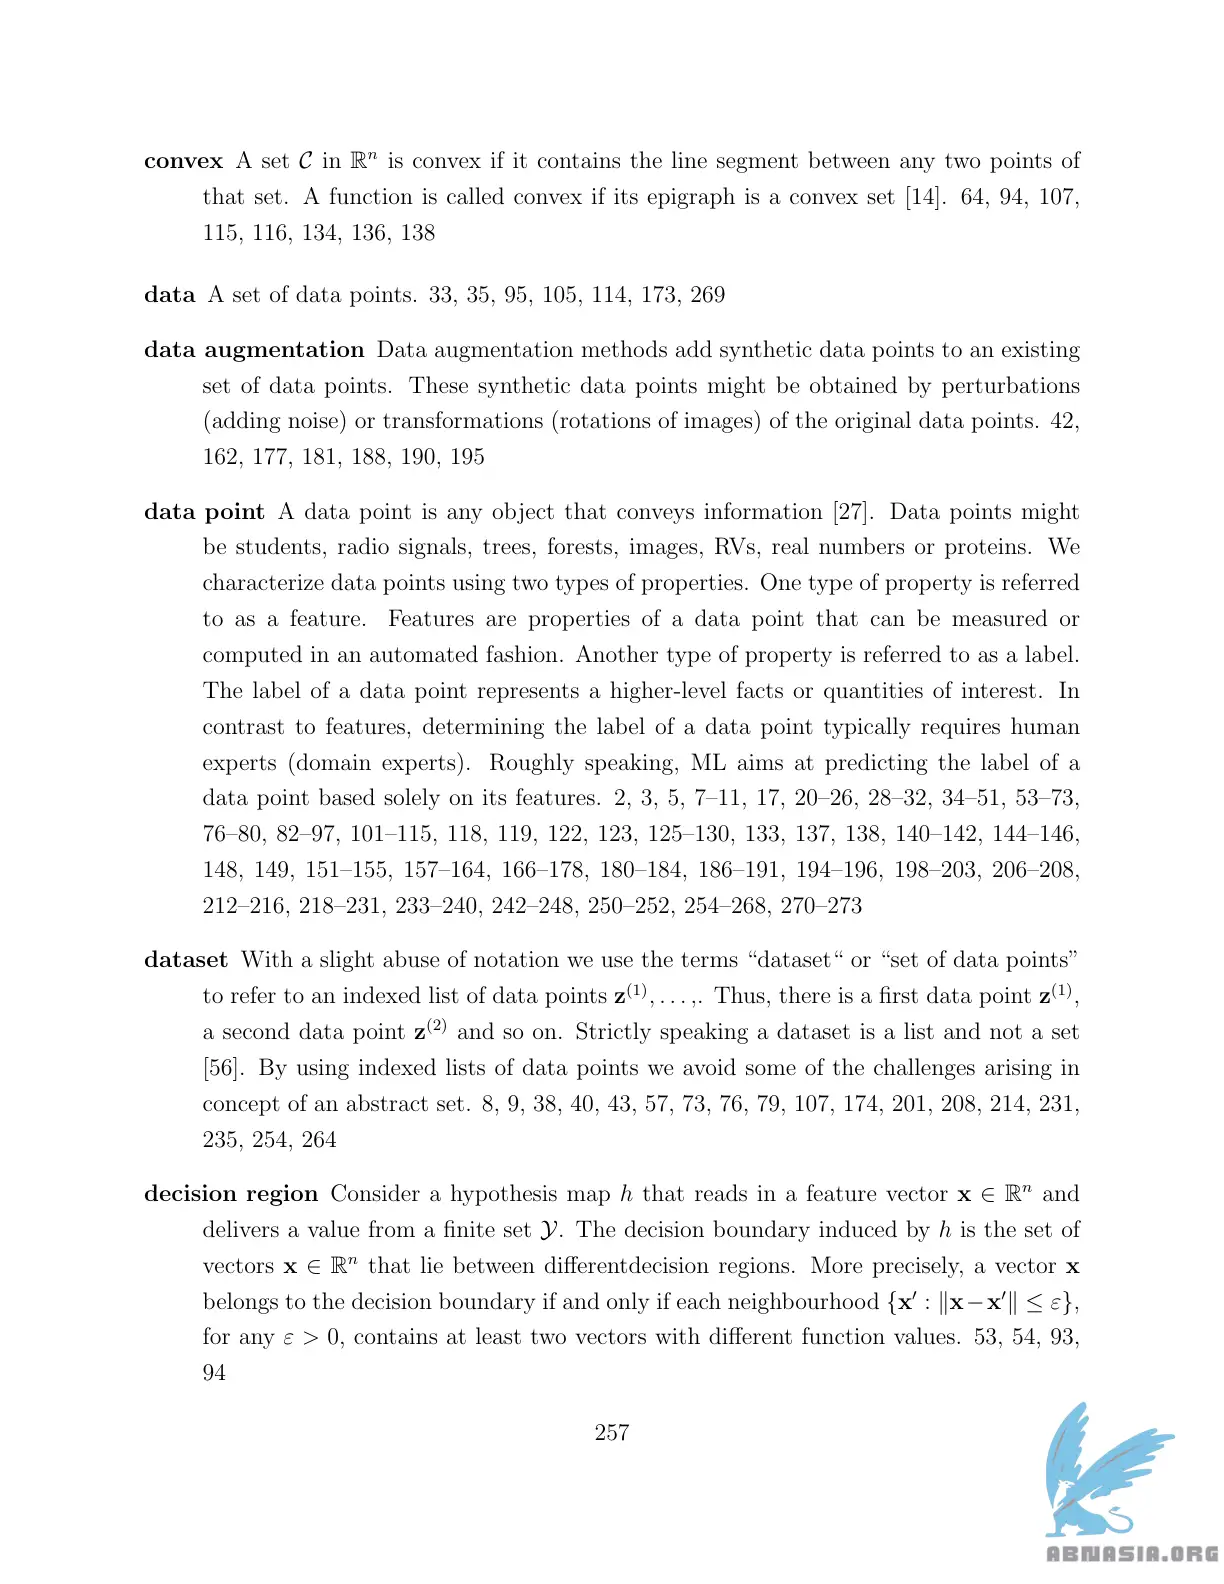 convex A set C in ℝⁿ is convex if it contains the line segment between any two points of
that set. A function is called convex if its epigraph is a convex set [14]. 64, 94, 107,
115, 116, 134, 136, 138
data A set of data points. 33, 35, 95, 105, 114, 173, 269
data augmentation Data augmentation methods add synthetic data points to an existing
set of data points. These synthetic data points might be obtained by perturbations
(adding noise) or transformations (rotations of images) of the original data points. 42,
162, 177, 181, 188, 190, 195
data point A data point is any object that conveys information [27]. Data points might
be students, radio signals, trees, forests, images, RVs, real numbers or proteins. We
characterize data points using two types of properties. One type of property is referred
to as a feature. Features are properties of a data point that can be measured or
computed in an automated fashion. Another type of property is referred to as a label.
The label of a data point represents a higher-level facts or quantities of interest. In
contrast to features, determining the label of a data point typically requires human
experts (domain experts). Roughly speaking, ML aims at predicting the label of a
data point based solely on its features. 2, 3, 5, 7–11, 17, 20–26, 28–32, 34–51, 53–73,
76–80, 82–97, 101–115, 118, 119, 122, 123, 125–130, 133, 137, 138, 140–142, 144–146,
148, 149, 151–155, 157–164, 166–178, 180–184, 186–191, 194–196, 198–203, 206–208,
212–216, 218–231, 233–240, 242–248, 250–252, 254–268, 270–273
dataset With a slight abuse of notation we use the terms “dataset“ or “set of data points”
to refer to an indexed list of data points z⁽¹⁾, . . . ,. Thus, there is a first data point z⁽¹⁾,
a second data point z⁽²⁾ and so on. Strictly speaking a dataset is a list and not a set
[56]. By using indexed lists of data points we avoid some of the challenges arising in
concept of an abstract set. 8, 9, 38, 40, 43, 57, 73, 76, 79, 107, 174, 201, 208, 214, 231,
235, 254, 264
decision region Consider a hypothesis map h that reads in a feature vector x ∈ ℝⁿ and
delivers a value from a finite set 𝒴. The decision boundary induced by h is the set of
vectors x ∈ ℝⁿ that lie between differentdecision regions. More precisely, a vector x
belongs to the decision boundary if and only if each neighbourhood {x′ : ‖x−x′‖ ≤ ε},
for any ε > 0, contains at least two vectors with different function values. 53, 54, 93,
94
257
ABNASIA.ORG